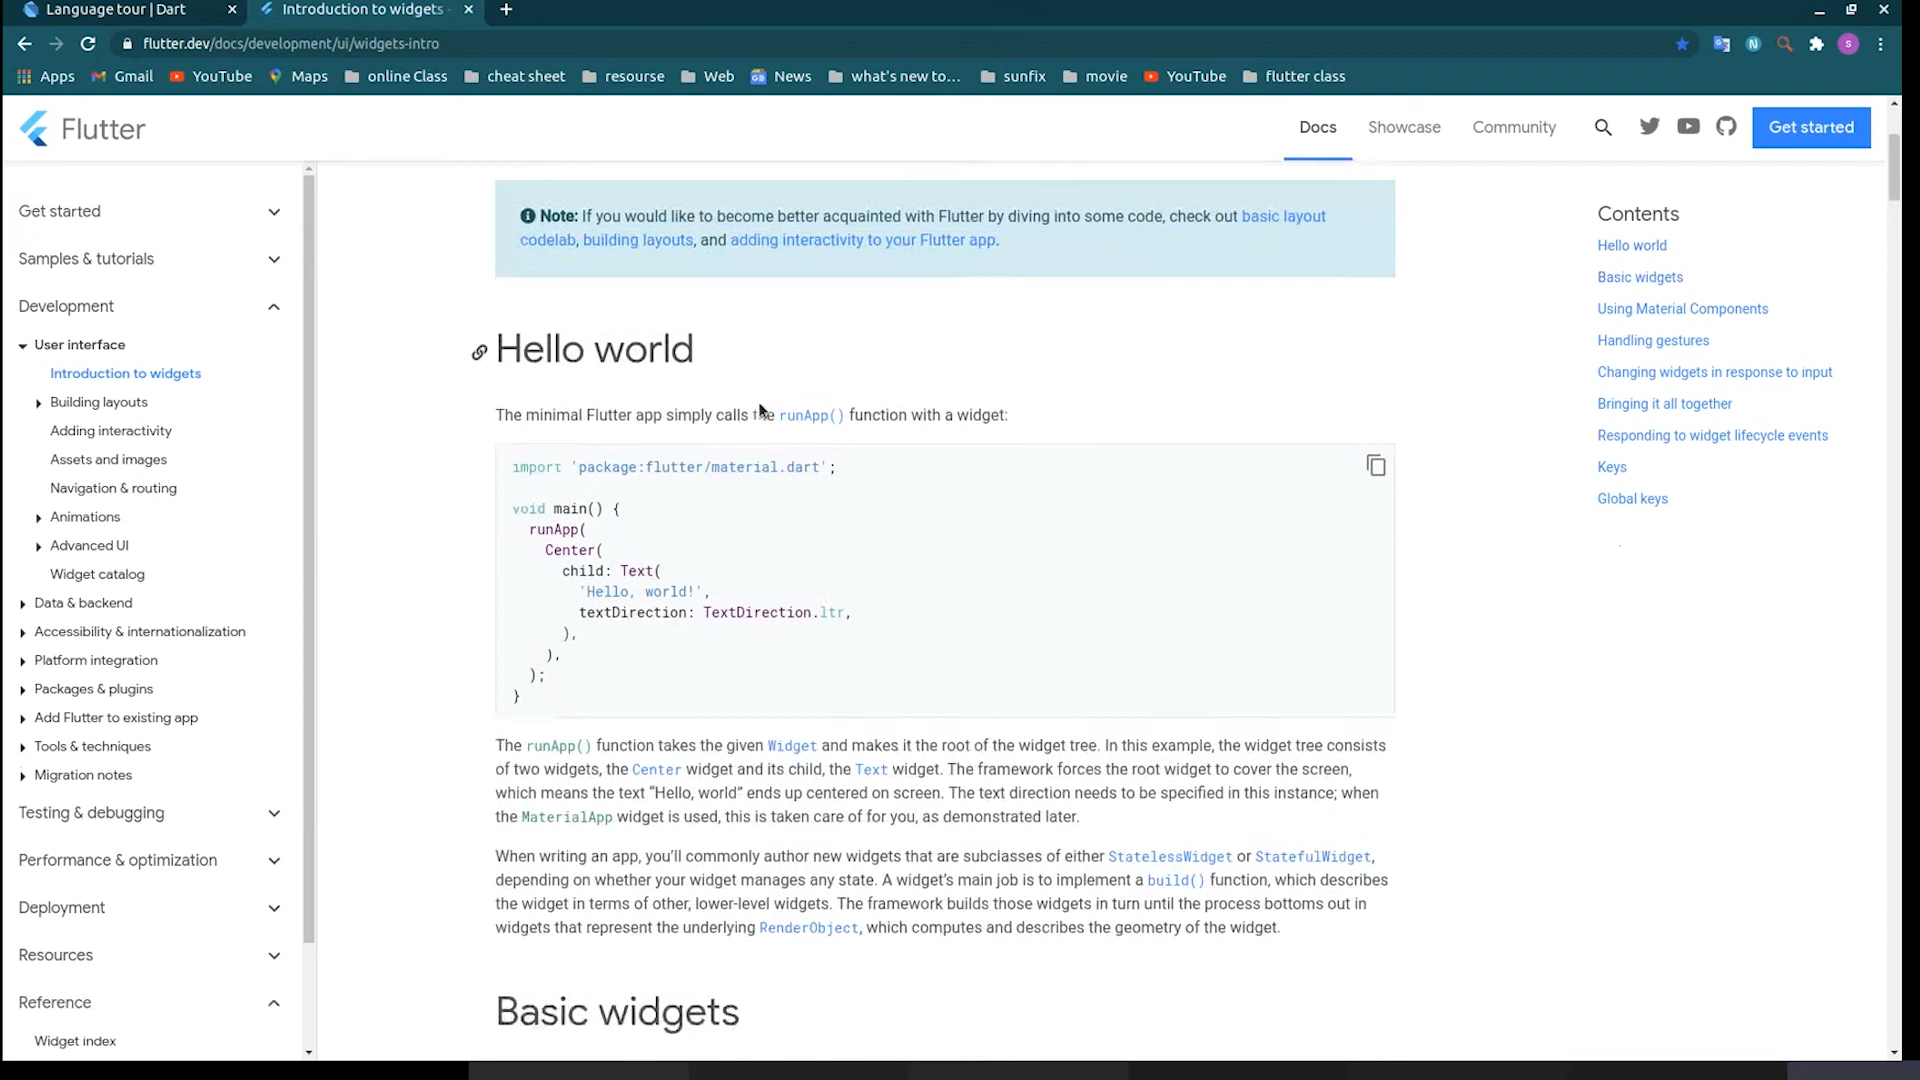 Language tour | Dart
Introduction to widgets -
flutter.dev/docs/development/ui/widgets-intro
N
S
Apps
Gmail
YouTube
Maps
online Class
cheat sheet
resourse
Web
News
what's new to...
sunfix
movie
YouTube
flutter class
Flutter
Docs
Showcase
Community
Get started
Get started
Samples & tutorials
Development
User interface
Introduction to widgets
Building layouts
Adding interactivity
Assets and images
Navigation & routing
Animations
Advanced UI
Widget catalog
Data & backend
Accessibility & internationalization
Platform integration
Packages & plugins
Add Flutter to existing app
Tools & techniques
Migration notes
Testing & debugging
Performance & optimization
Deployment
Resources
Reference
Widget index
Note: If you would like to become better acquainted with Flutter by diving into some code, check out basic layout
codelab, building layouts, and adding interactivity to your Flutter app.
Hello world
The minimal Flutter app simply calls the runApp() function with a widget:
import 'package:flutter/material.dart';
void main() {
runApp(
Center(
child: Text(
'Hello, world!',
textDirection: TextDirection.ltr,
),
),
);
}
The runApp() function takes the given Widget and makes it the root of the widget tree. In this example, the widget tree consists
of two widgets, the Center widget and its child, the Text widget. The framework forces the root widget to cover the screen,
which means the text “Hello, world” ends up centered on screen. The text direction needs to be specified in this instance; when
the MaterialApp widget is used, this is taken care of for you, as demonstrated later.
When writing an app, you’ll commonly author new widgets that are subclasses of either StatelessWidget or StatefulWidget,
depending on whether your widget manages any state. A widget’s main job is to implement a build() function, which describes
the widget in terms of other, lower-level widgets. The framework builds those widgets in turn until the process bottoms out in
widgets that represent the underlying RenderObject, which computes and describes the geometry of the widget.
Basic widgets
Contents
Hello world
Basic widgets
Using Material Components
Handling gestures
Changing widgets in response to input
Bringing it all together
Responding to widget lifecycle events
Keys
Global keys